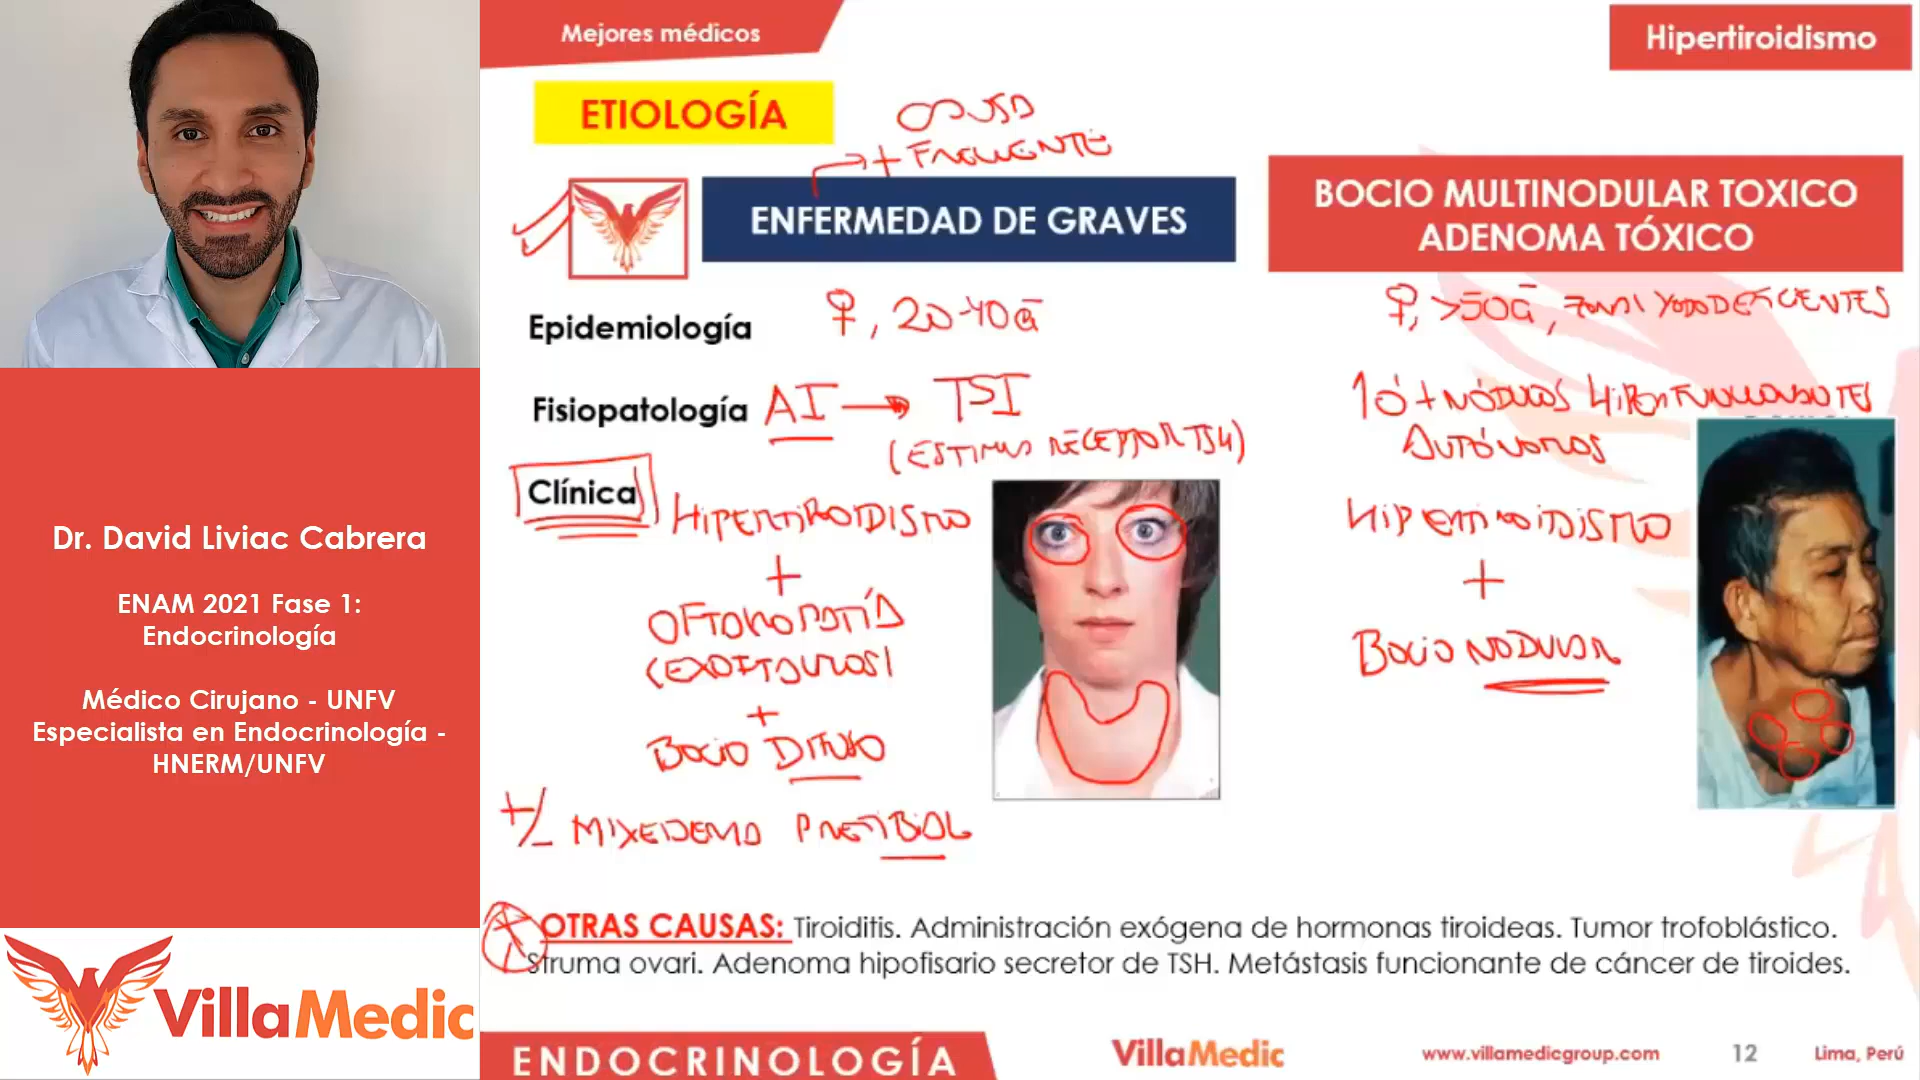 Mejores médicos
Hipertiroidismo
ETIOLOGÍA
CAUSA
+ FRECUENTE
ENFERMEDAD DE GRAVES
BOCIO MULTINODULAR TOXICO
ADENOMA TÓXICO
Epidemiología
♀, 20-40a
♀, >50a, ZONAS YODODEFICIENTES
Fisiopatología
AI → TSI
(ESTIMULA RECEPTOR TSH)
1 ó + NÓDULOS HIPERFUNCIONANTES
AUTÓNOMOS
Clínica
HIPERTIROIDISMO
+
OFTALMOPATÍA
(EXOFTALMOS)
+
BOCIO DIFUSO
+/- MIXEDEMA PRETIBIAL
HIPERTIROIDISMO
+
BOCIO NODULAR
OTRAS CAUSAS: Tiroiditis. Administración exógena de hormonas tiroideas. Tumor trofoblástico.
Struma ovari. Adenoma hipofisario secretor de TSH. Metástasis funcionante de cáncer de tiroides.
Dr. David Liviac Cabrera
ENAM 2021 Fase 1:
Endocrinología
Médico Cirujano - UNFV
Especialista en Endocrinología -
HNERM/UNFV
VillaMedic
ENDOCRINOLOGÍA
VillaMedic
www.villamedicgroup.com
12
Lima, Perú